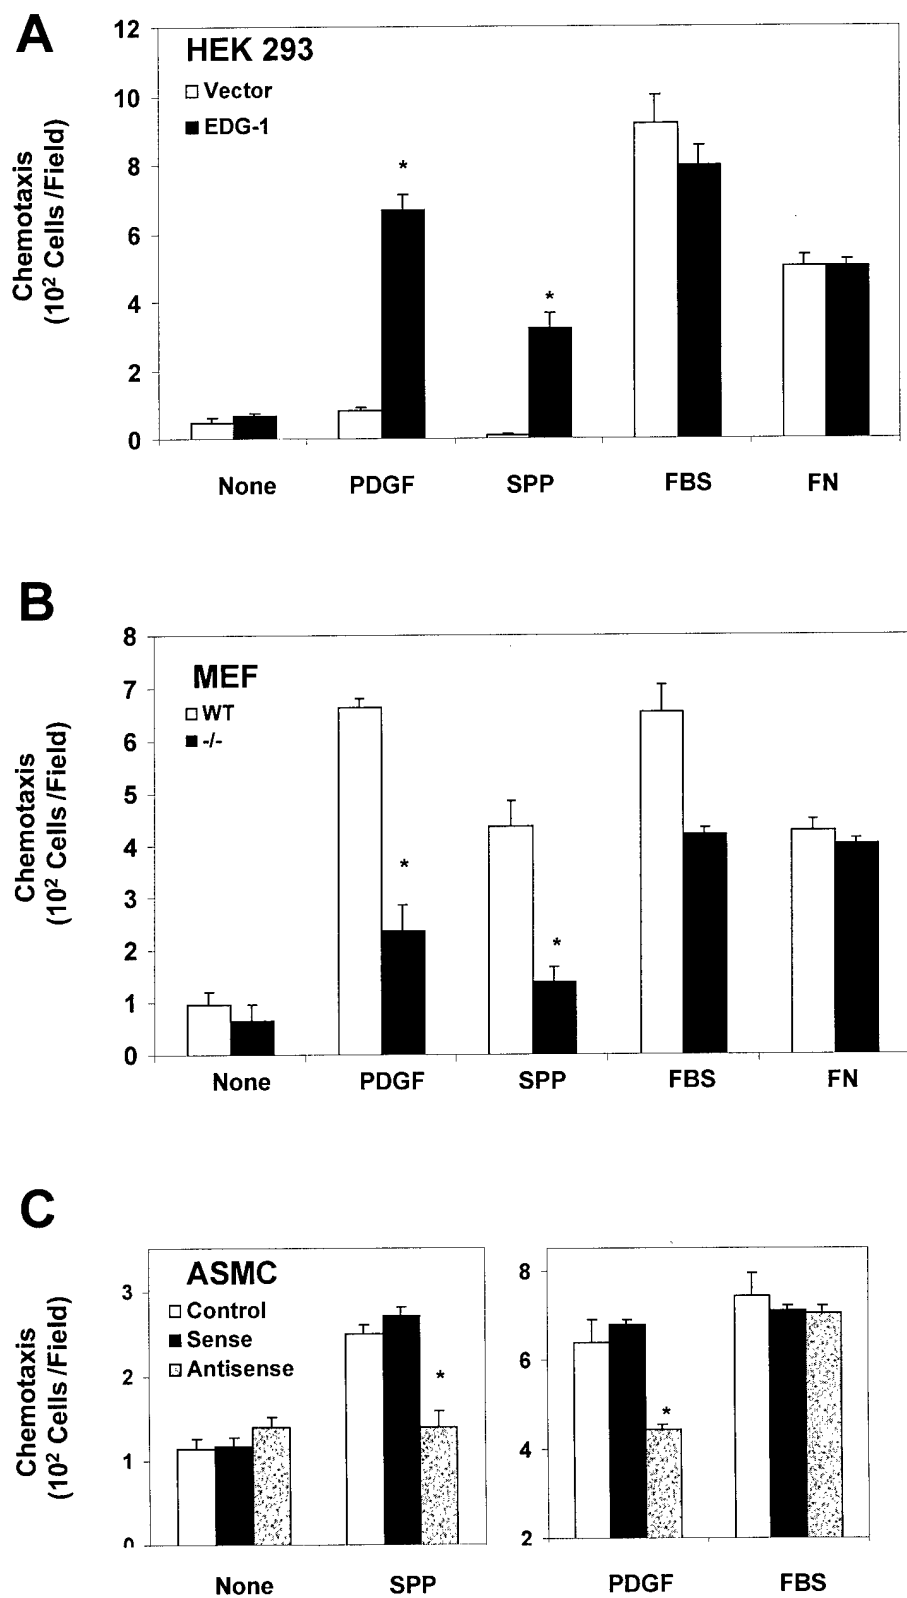 A
12
10
8
6
4
2
0
Chemotaxis
(10² Cells /Field)
HEK 293
Vector
EDG-1
*
*
None PDGF SPP FBS FN
B
8
7
6
5
4
3
2
1
0
Chemotaxis
(10² Cells /Field)
MEF
WT
-/-
*
*
None PDGF SPP FBS FN
C
3
2
1
0
Chemotaxis
(10² Cells /Field)
ASMC
Control
Sense
Antisense
*
None SPP
8
6
4
2
*
PDGF FBS